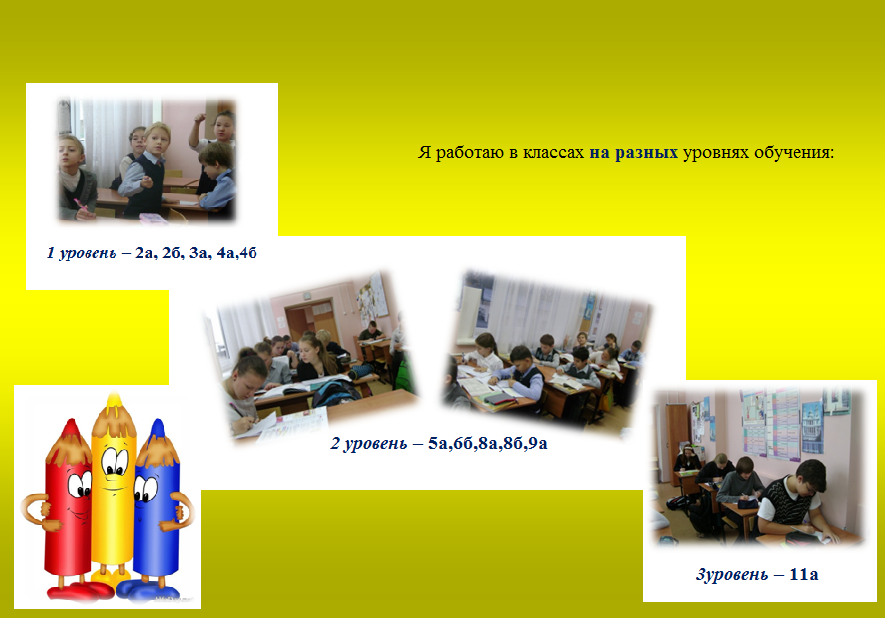 Я работаю в классах на разных уровнях обучения:
1 уровень – 2а, 2б, 3а, 4а,4б
2 уровень – 5а,6б,8а,8б,9а
3уровень – 11а